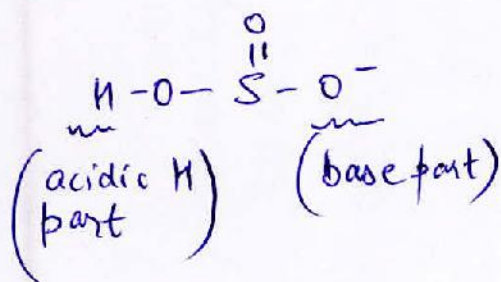 O
||
H - O - S - O⁻
(acidic H (base part)
part)